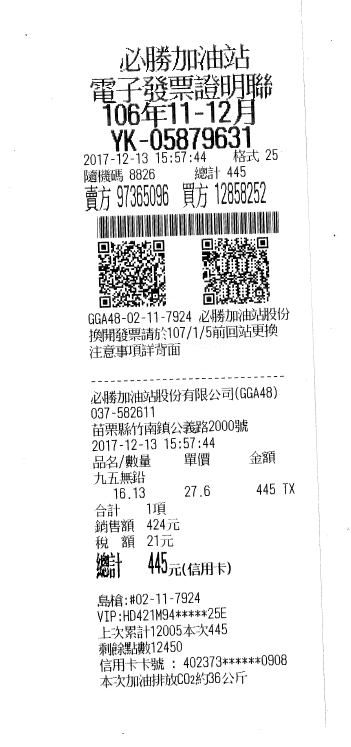 必勝加油站
電子發票證明聯
106年11-12月
YK-05879631
2017-12-13 15:57:44 格式 25
隨機碼 8826 總計 445
賣方 97365096 買方 12858252
GGA48-02-11-7924 必勝加油站股份
換開發票請於107/1/5前回站更換
注意事項詳背面
必勝加油站股份有限公司(GGA48)
037-582611
苗栗縣竹南鎮公義路2000號
2017-12-13 15:57:44
品名/數量 單價 金額
九五無鉛
16.13 27.6 445 TX
合計 1項
銷售額 424元
稅 額 21元
總計 445元(信用卡)
島槍:#02-11-7924
VIP:HD421M94*****25E
上次累計12005本次445
剩餘點數12450
信用卡卡號 : 402373******0908
本次加油排放CO2約36公斤